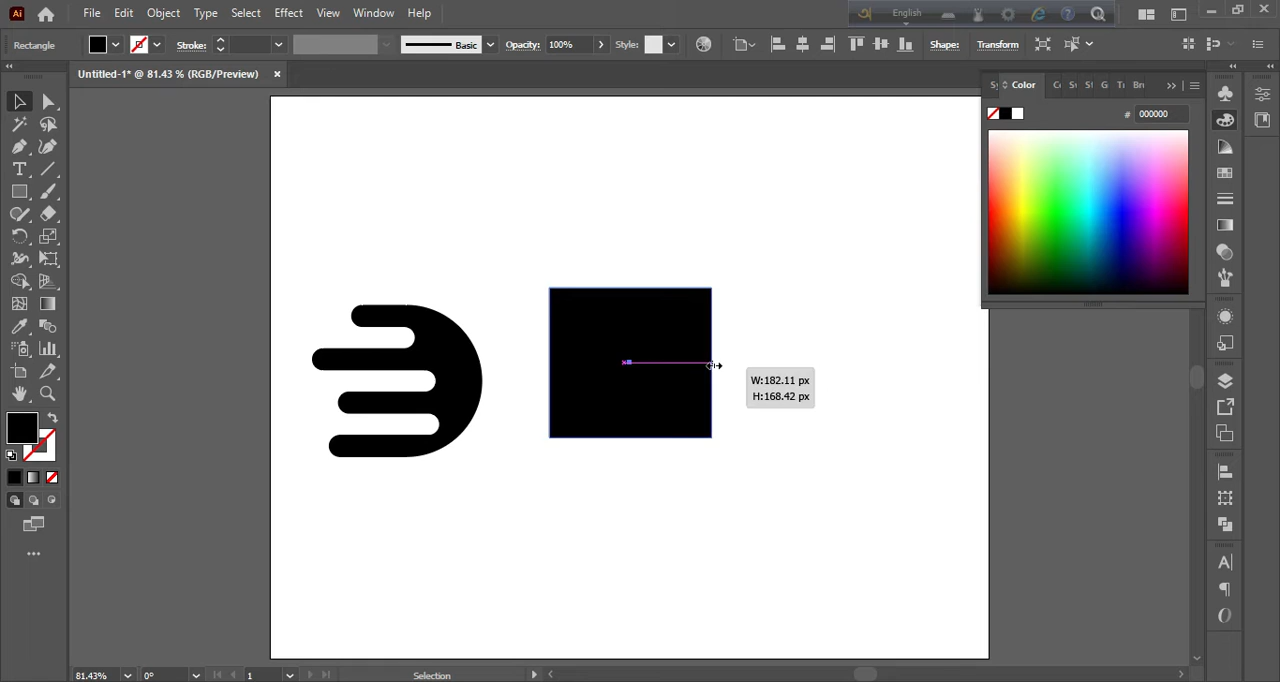 Ai File Edit Object Type Select Effect View Window Help English
Rectangle Stroke: Basic Opacity: 100% Style: Shape: Transform
Untitled-1* @ 81.43 % (RGB/Preview)
Color Bru
# 000000
W:182.11 px
H:168.42 px
81.43% 0° 1 Selection